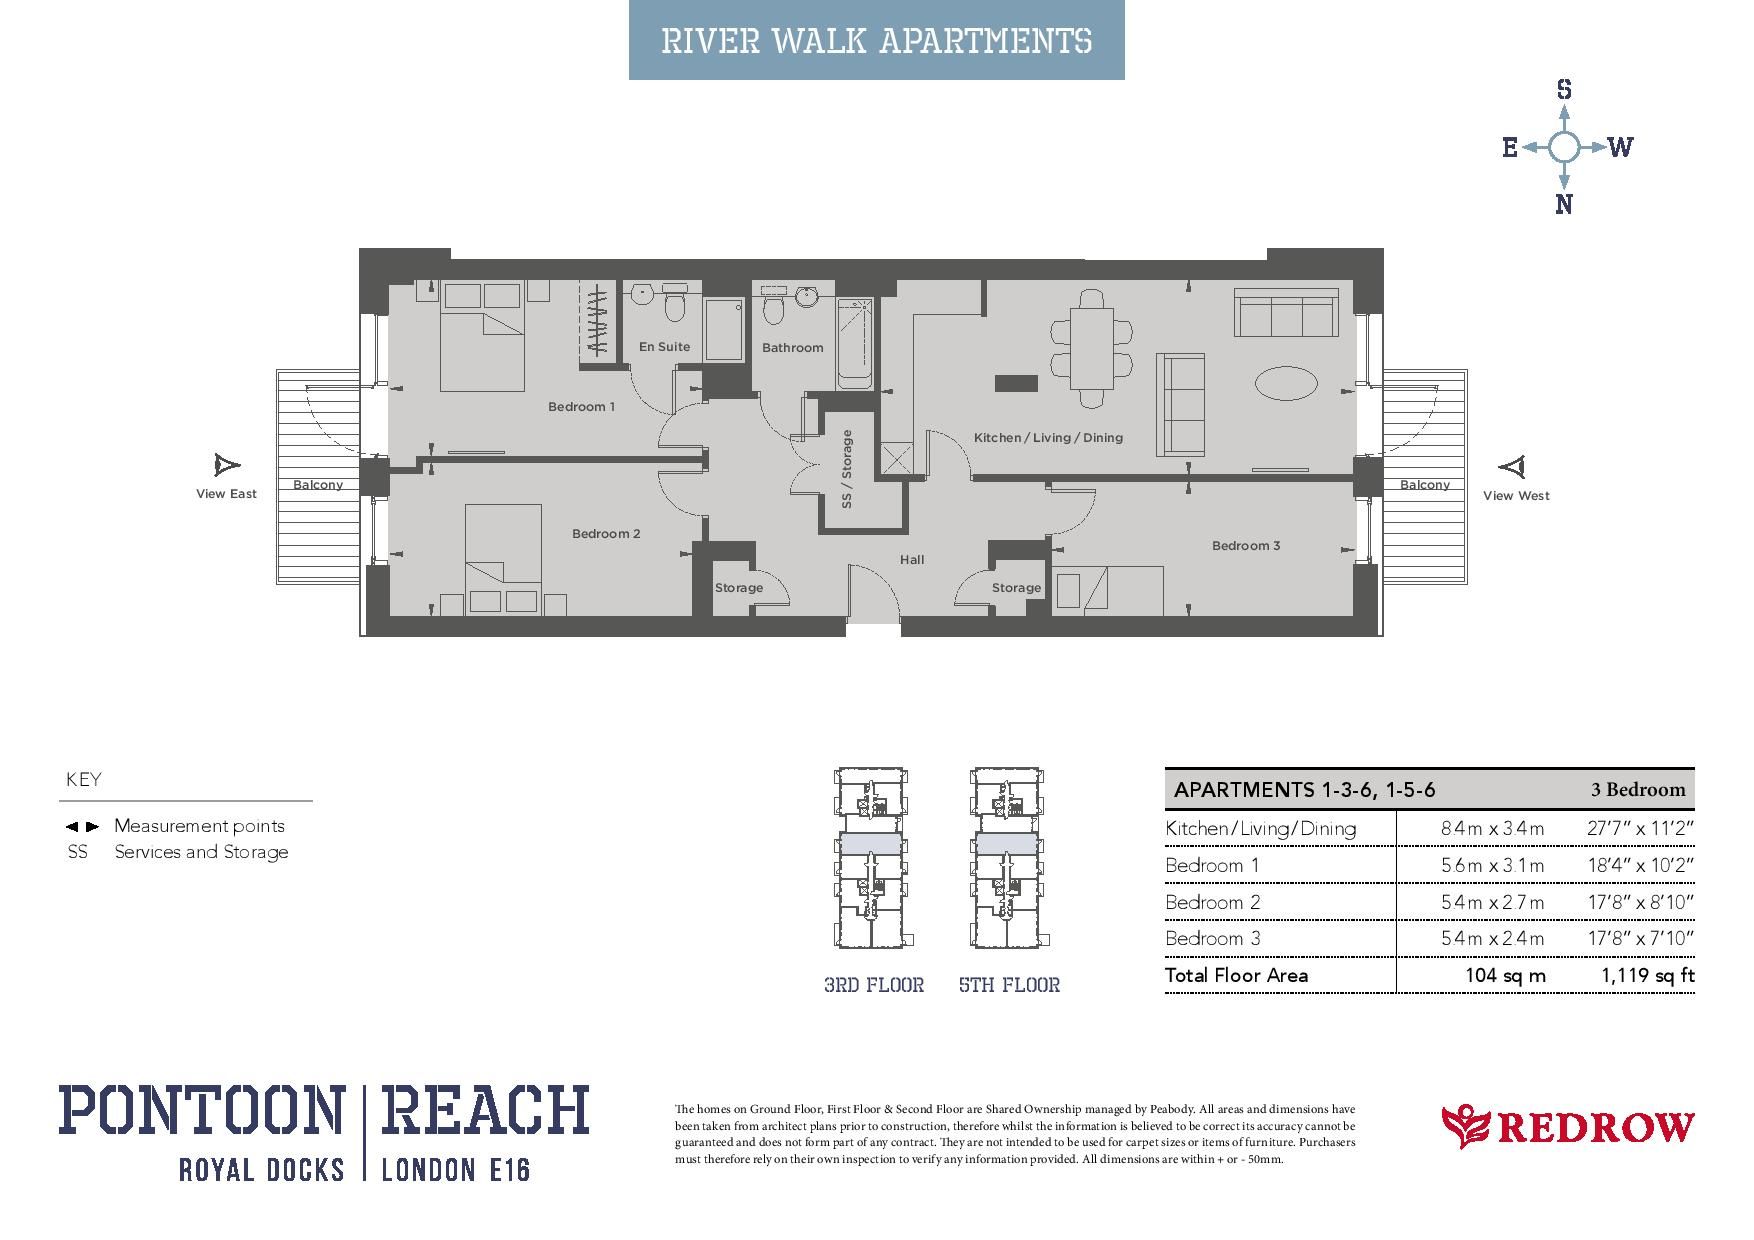 RIVER WALK APARTMENTS
S
E W
N
En Suite
Bathroom
Bedroom 1
Kitchen / Living / Dining
SS / Storage
View East
Balcony
Balcony
View West
Bedroom 2
Hall
Bedroom 3
Storage
Storage
KEY
Measurement points
SS Services and Storage
3RD FLOOR
5TH FLOOR
APARTMENTS 1-3-6, 1-5-6 3 Bedroom
Kitchen/Living/Dining 8.4m x 3.4m 27'7" x 11'2"
Bedroom 1 5.6m x 3.1m 18'4" x 10'2"
Bedroom 2 5.4m x 2.7m 17'8" x 8'10"
Bedroom 3 5.4m x 2.4m 17'8" x 7'10"
Total Floor Area 104 sq m 1,119 sq ft
PONTOON REACH
ROYAL DOCKS LONDON E16
The homes on Ground Floor, First Floor & Second Floor are Shared Ownership managed by Peabody. All areas and dimensions have
been taken from architect plans prior to construction, therefore whilst the information is believed to be correct its accuracy cannot be
guaranteed and does not form part of any contract. They are not intended to be used for carpet sizes or items of furniture. Purchasers
must therefore rely on their own inspection to verify any information provided. All dimensions are within + or - 50mm.
REDROW